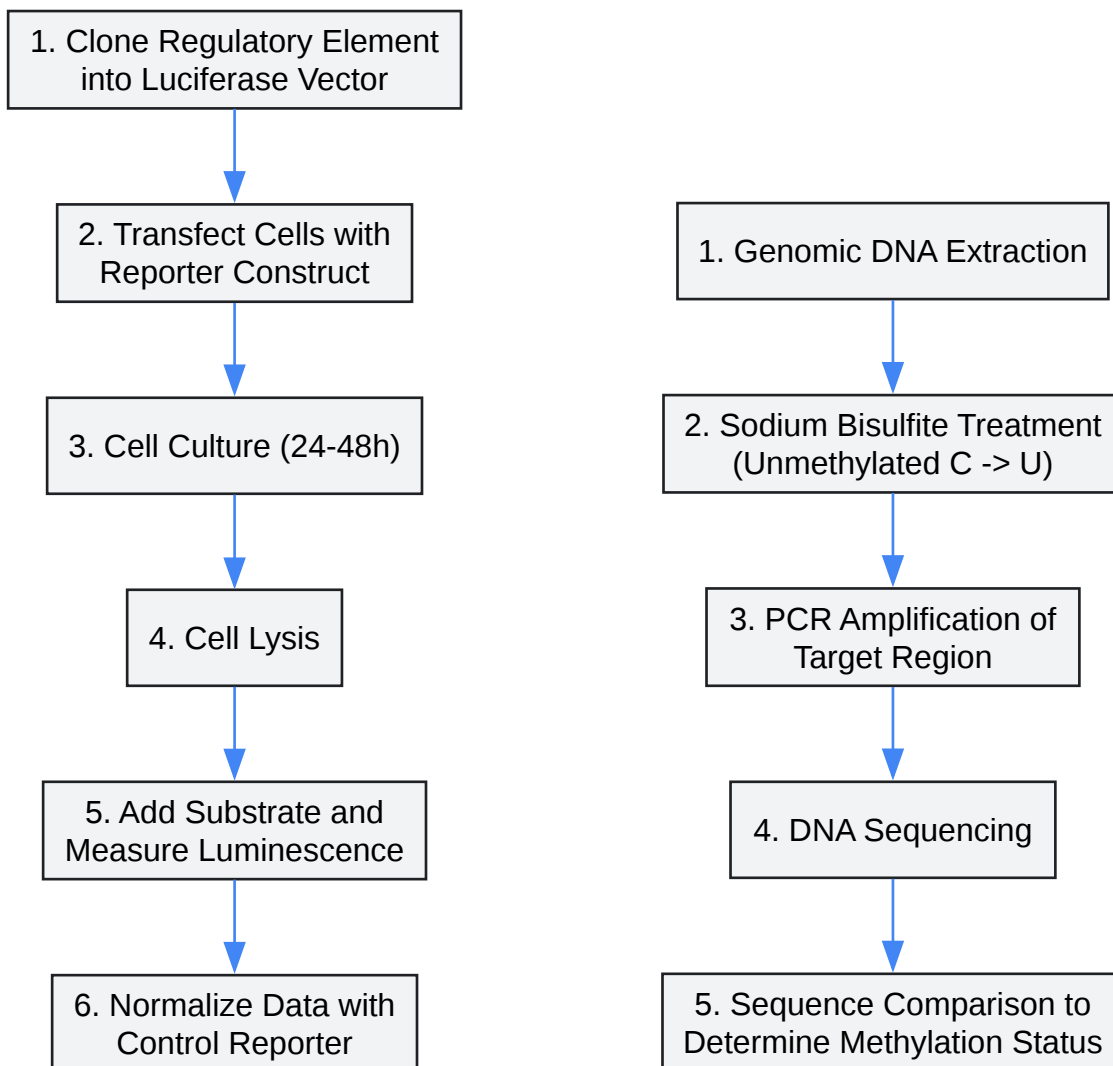 1. Clone Regulatory Element
into Luciferase Vector
2. Transfect Cells with
Reporter Construct
3. Cell Culture (24-48h)
4. Cell Lysis
5. Add Substrate and
Measure Luminescence
6. Normalize Data with
Control Reporter
1. Genomic DNA Extraction
2. Sodium Bisulfite Treatment
(Unmethylated C -> U)
3. PCR Amplification of
Target Region
4. DNA Sequencing
5. Sequence Comparison to
Determine Methylation Status